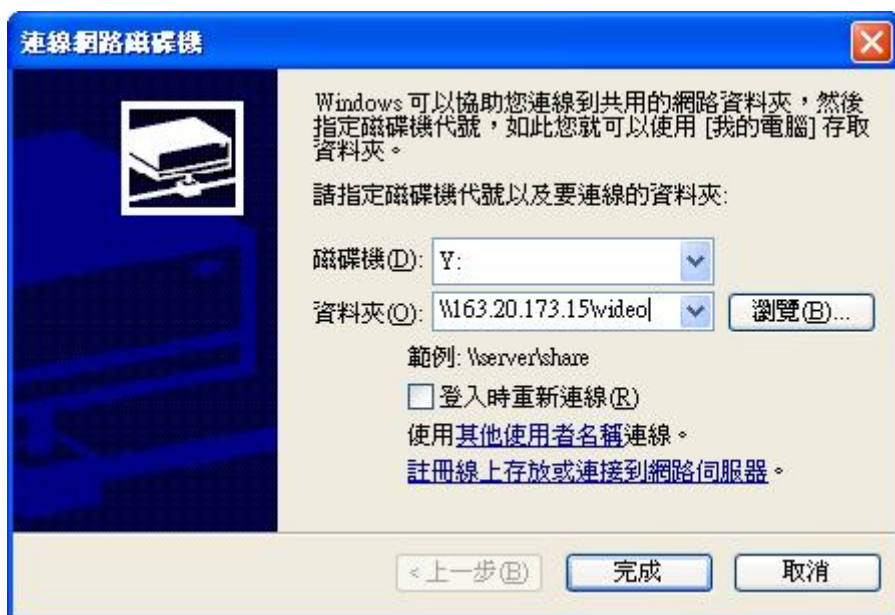 連線網路磁碟機
Windows 可以協助您連線到共用的網路資料夾，然後
指定磁碟機代號，如此您就可以使用 [我的電腦] 存取
資料夾。
請指定磁碟機代號以及要連線的資料夾:
磁碟機(D): Y:
資料夾(O): \\163.20.173.15\video 瀏覽(B)...
範例: \\server\share
登入時重新連線(R)
使用其他使用者名稱連線。
註冊線上存放或連接到網路伺服器。
< 上一步(B) 完成 取消